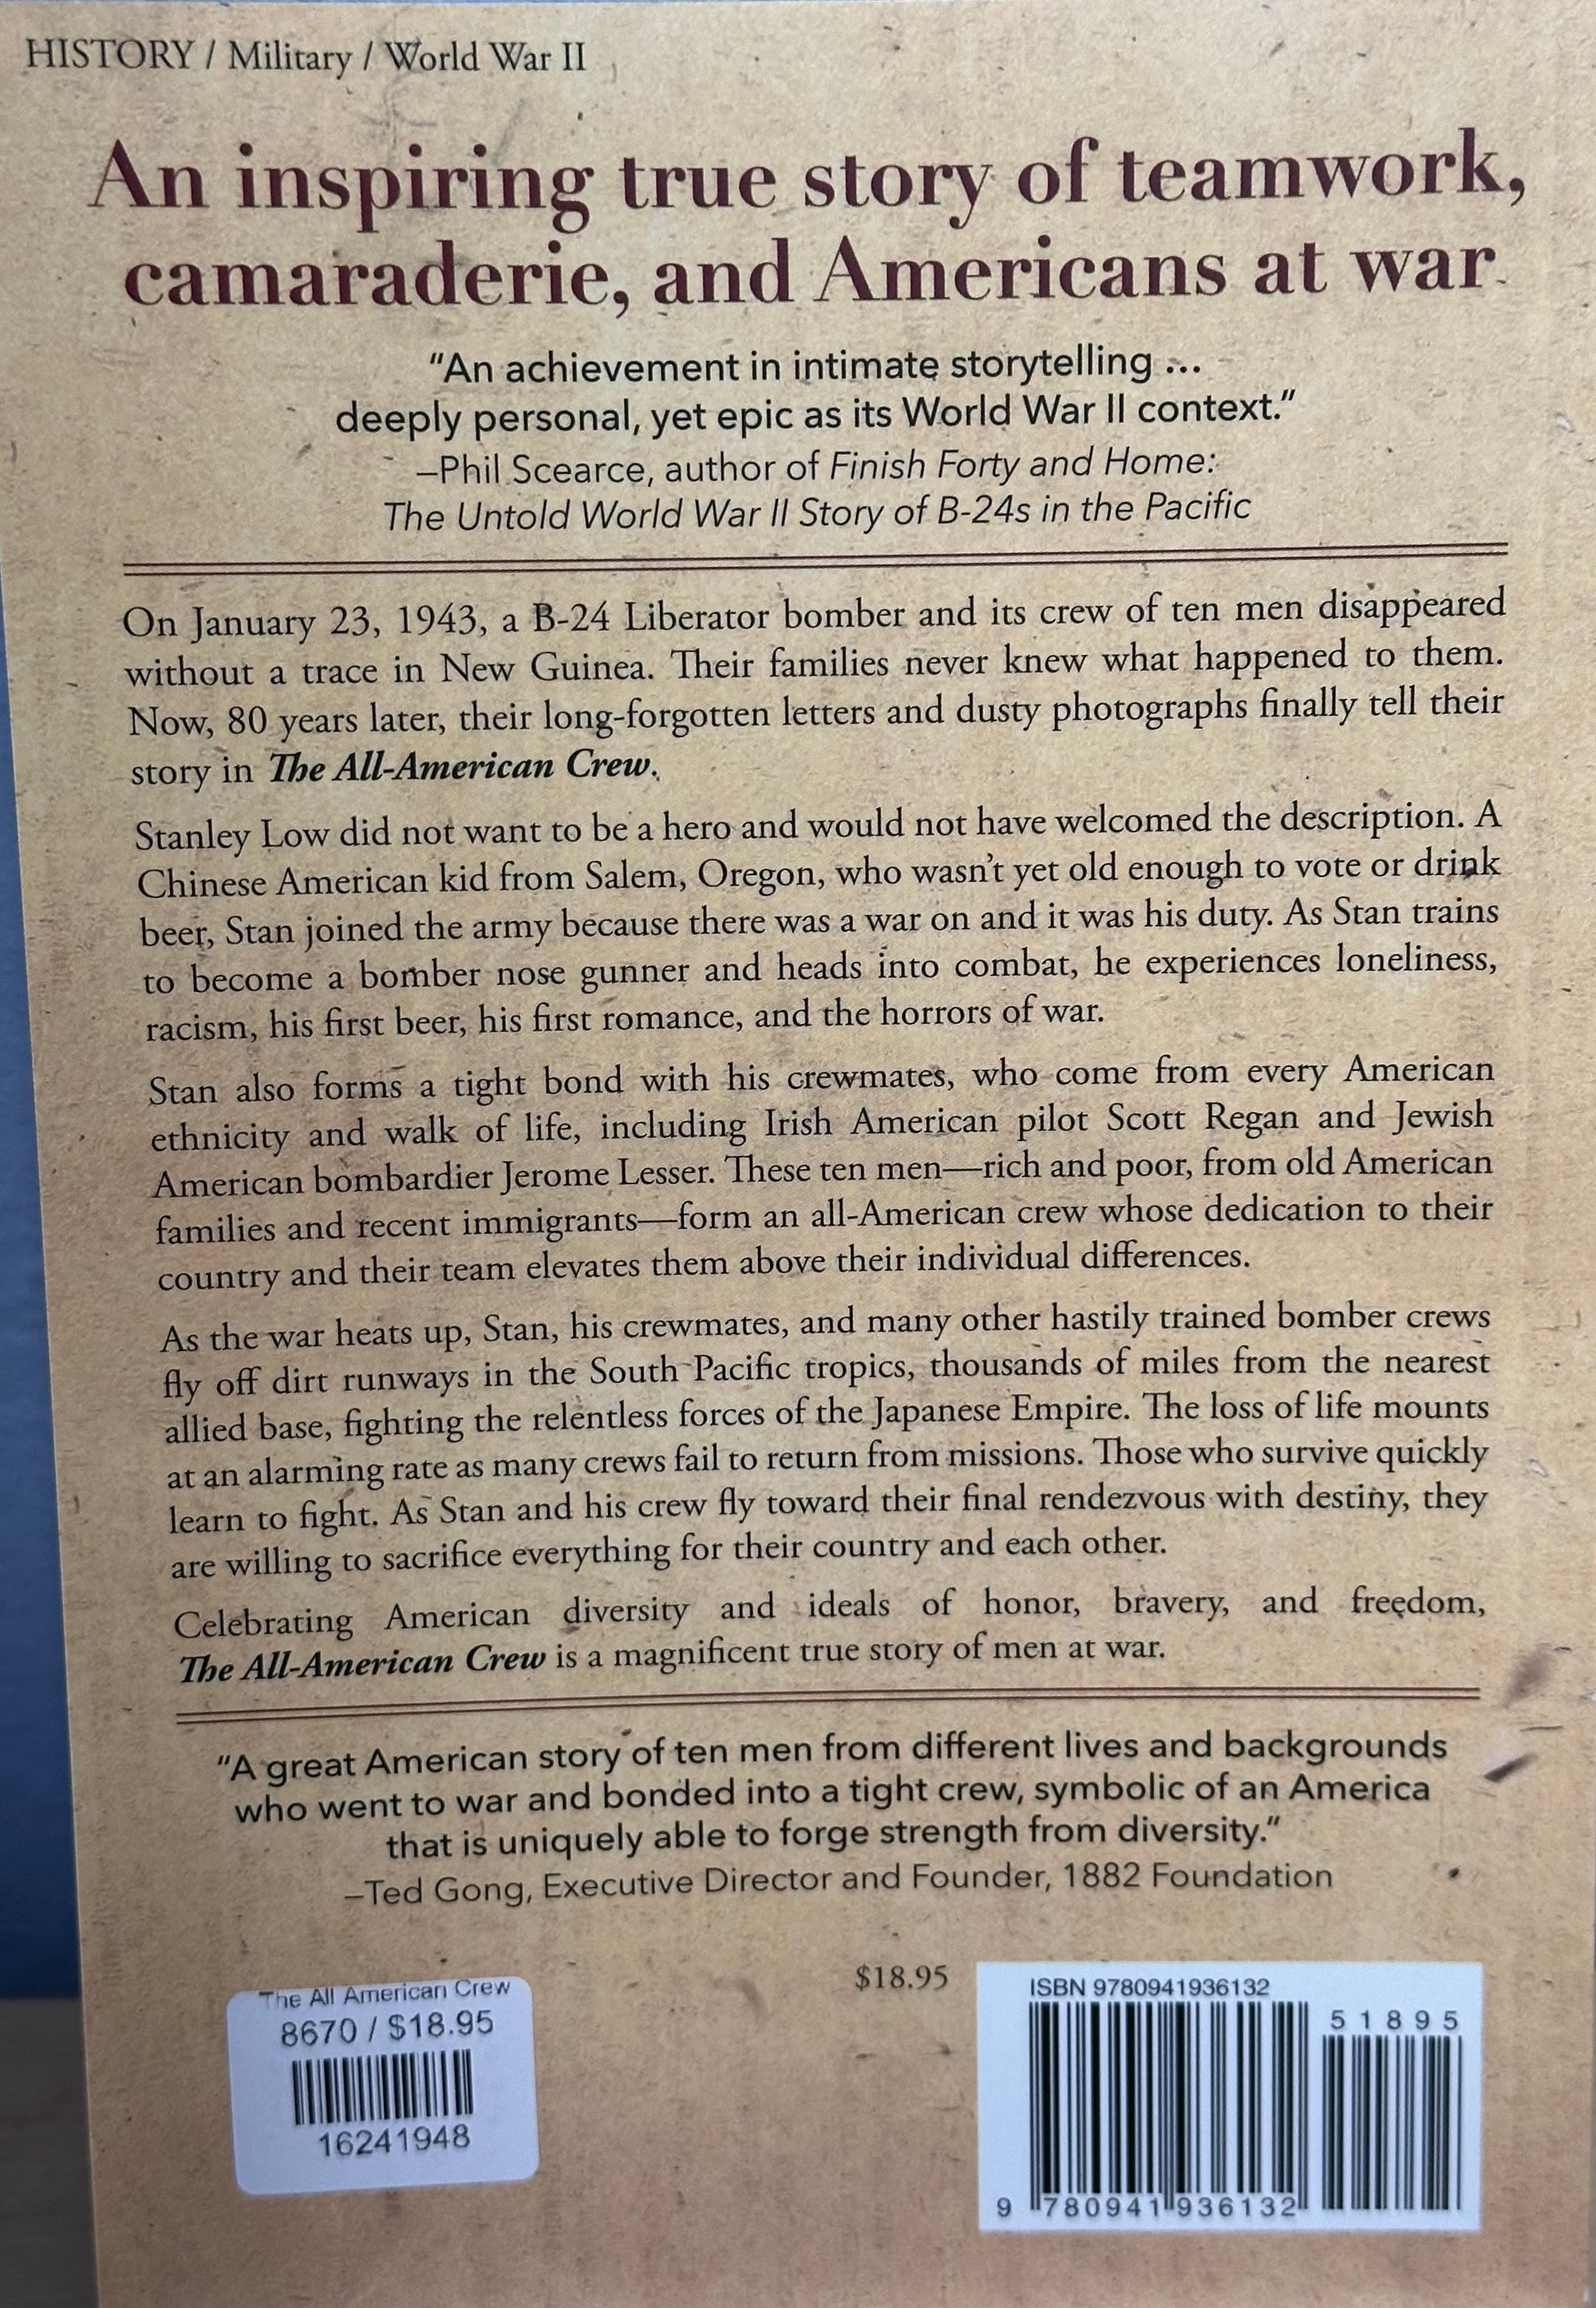 HISTORY / Military / World War II
An inspiring true story of teamwork,
camaraderie, and Americans at war
“An achievement in intimate storytelling ...
deeply personal, yet epic as its World War II context.”
–Phil Scearce, author of Finish Forty and Home:
The Untold World War II Story of B-24s in the Pacific
On January 23, 1943, a B-24 Liberator bomber and its crew of ten men disappeared
without a trace in New Guinea. Their families never knew what happened to them.
Now, 80 years later, their long-forgotten letters and dusty photographs finally tell their
story in The All-American Crew.
Stanley Low did not want to be a hero and would not have welcomed the description. A
Chinese American kid from Salem, Oregon, who wasn’t yet old enough to vote or drink
beer, Stan joined the army because there was a war on and it was his duty. As Stan trains
to become a bomber nose gunner and heads into combat, he experiences loneliness,
racism, his first beer, his first romance, and the horrors of war.
Stan also forms a tight bond with his crewmates, who come from every American
ethnicity and walk of life, including Irish American pilot Scott Regan and Jewish
American bombardier Jerome Lesser. These ten men—rich and poor, from old American
families and recent immigrants—form an all-American crew whose dedication to their
country and their team elevates them above their individual differences.
As the war heats up, Stan, his crewmates, and many other hastily trained bomber crews
fly off dirt runways in the South Pacific tropics, thousands of miles from the nearest
allied base, fighting the relentless forces of the Japanese Empire. The loss of life mounts
at an alarming rate as many crews fail to return from missions. Those who survive quickly
learn to fight. As Stan and his crew fly toward their final rendezvous with destiny, they
are willing to sacrifice everything for their country and each other.
Celebrating American diversity and ideals of honor, bravery, and freedom,
The All-American Crew is a magnificent true story of men at war.
“A great American story of ten men from different lives and backgrounds
who went to war and bonded into a tight crew, symbolic of an America
that is uniquely able to forge strength from diversity.”
–Ted Gong, Executive Director and Founder, 1882 Foundation
The All American Crew
8670 / $18.95
16241948
$18.95
ISBN 9780941936132
51895
9 780941 936132